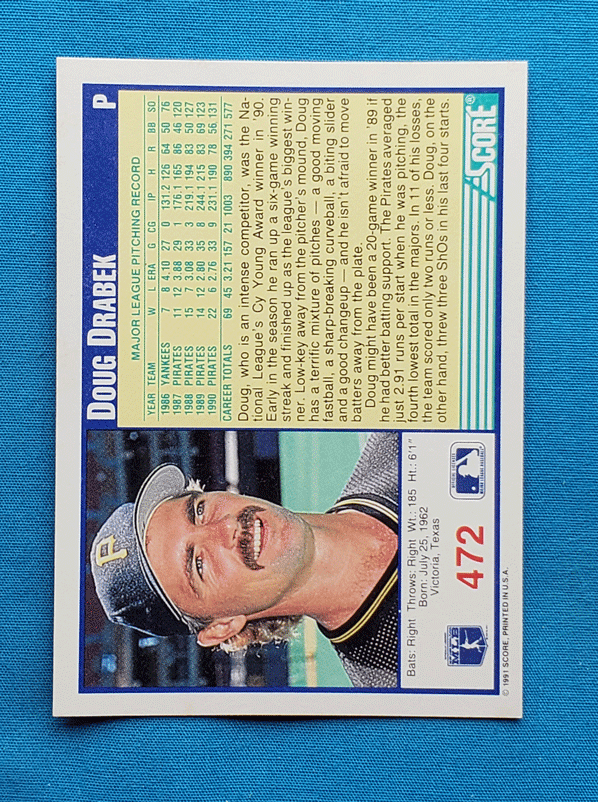 DOUG DRABEK P
MAJOR LEAGUE PITCHING RECORD
YEAR TEAM W L ERA G CG IP H R BB SO
1986 YANKEES 7 8 4.10 27 0 131.2 126 64 50 76
1987 PIRATES 11 12 3.88 29 1 176.1 165 86 46 120
1988 PIRATES 15 7 3.08 33 3 219.1 194 83 50 127
1989 PIRATES 14 12 2.80 35 8 244.1 215 83 69 123
1990 PIRATES 22 6 2.76 33 9 231.1 190 78 56 131
CAREER TOTALS 69 45 3.21 157 21 1003 890 394 271 577
Doug, who is an intense competitor, was the Na-
tional League's Cy Young Award winner in '90.
Early in the season he ran up a six-game winning
streak and finished up as the league's biggest win-
ner. Low-key away from the pitcher's mound, Doug
has a terrific mixture of pitches — a good moving
fastball, a sharp-breaking curveball, a biting slider
and a good changeup — and he isn't afraid to move
batters away from the plate.
Doug might have been a 20-game winner in '89 if
he had better batting support. The Pirates averaged
just 2.91 runs per start when he was pitching, the
fourth lowest total in the majors. In 11 of his losses,
the team scored only two runs or less. Doug, on the
other hand, threw three ShOs in his last four starts.
SCORE®
P
Bats: Right Throws: Right Wt.: 185 Ht.: 6'1"
Born: July 25, 1962
Victoria, Texas
472
MLB
OFFICIAL LICENSEE
MAJOR LEAGUE BASEBALL
© 1991 SCORE, PRINTED IN U.S.A.